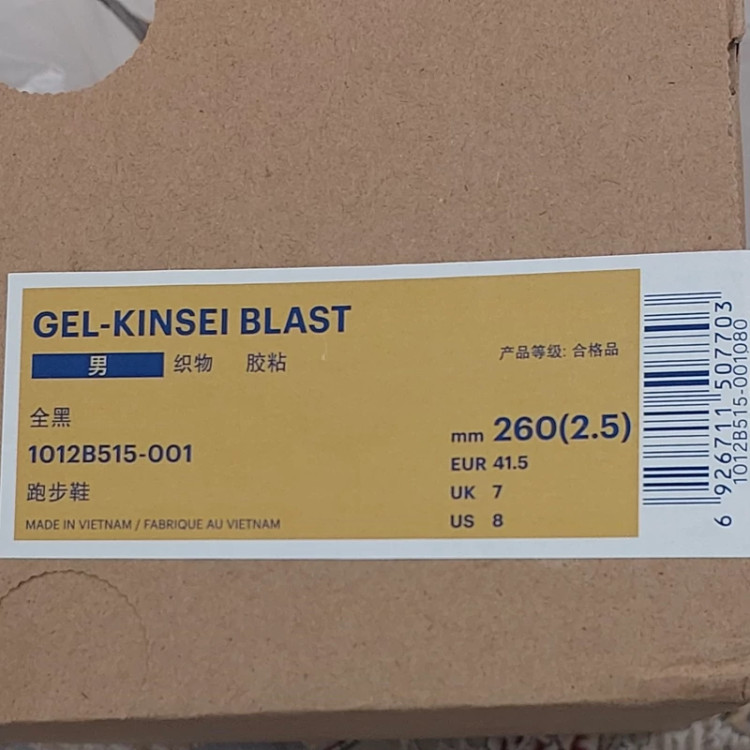 GEL-KINSEI BLAST
男 织物 胶粘
产品等级: 合格品
全黑
1012B515-001
跑步鞋
MADE IN VIETNAM / FABRIQUE AU VIETNAM
mm 260(2.5)
EUR 41.5
UK 7
US 8
6 926711 507703
1012B515-001080